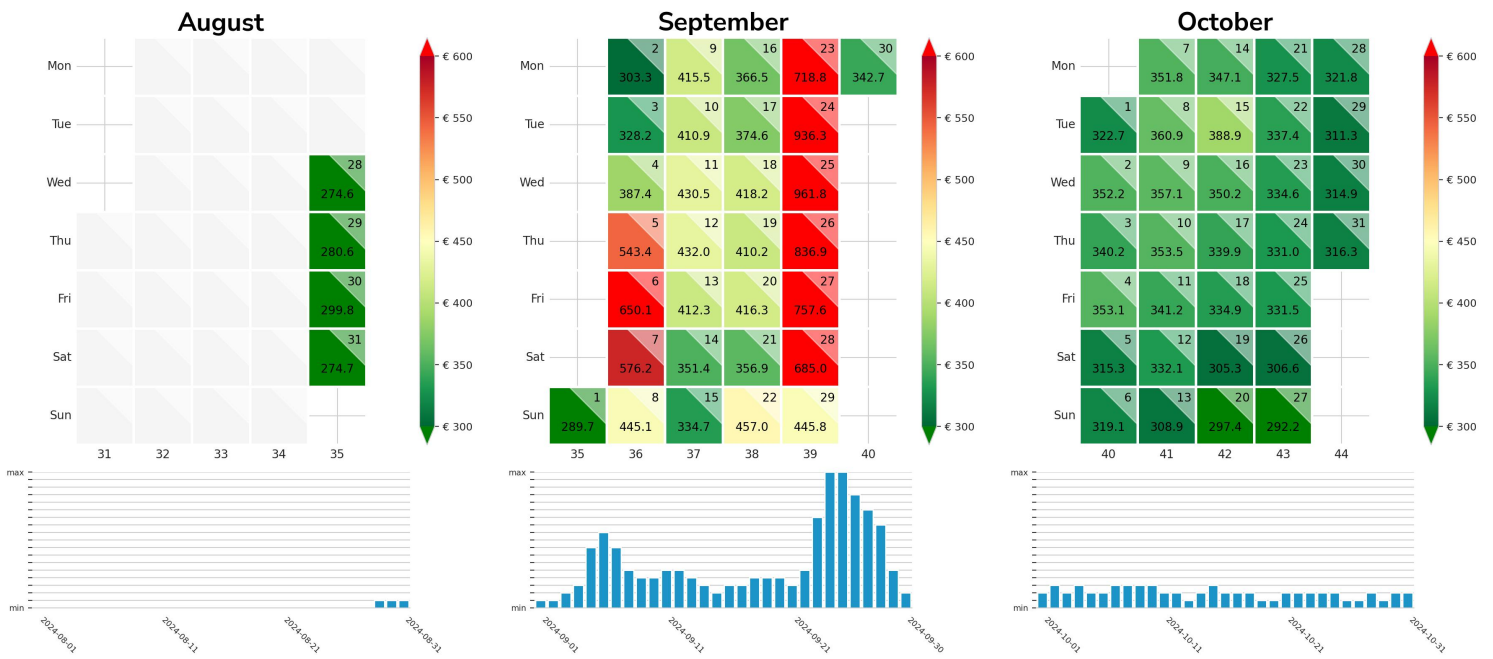 August September October
Mon € 600 Mon 2 9 16 23 30 € 600 Mon 7 14 21 28 € 600
303.3 415.5 366.5 718.8 342.7 351.8 347.1 327.5 321.8
€ 550 € 550 € 550
Tue Tue 3 10 17 24 Tue 1 8 15 22 29
328.2 410.9 374.6 936.3 322.7 360.9 388.9 337.4 311.3
Wed 28 € 500 Wed 4 11 18 25 € 500 Wed 2 9 16 23 30 € 500
274.6 387.4 430.5 418.2 961.8 352.2 357.1 350.2 334.6 314.9
Thu 29 € 450 Thu 5 12 19 26 € 450 Thu 3 10 17 24 31 € 450
280.6 543.4 432.0 410.2 836.9 340.2 353.5 339.9 331.0 316.3
Fri 30 € 400 Fri 6 13 20 27 € 400 Fri 4 11 18 25 € 400
299.8 650.1 412.3 416.3 757.6 353.1 341.2 334.9 331.5
Sat 31 € 350 Sat 7 14 21 28 € 350 Sat 5 12 19 26 € 350
274.7 576.2 351.4 356.9 685.0 315.3 332.1 305.3 306.6
Sun Sun 1 8 15 22 29 Sun 6 13 20 27
€ 300 289.7 445.1 334.7 457.0 445.8 € 300 319.1 308.9 297.4 292.2 € 300
31 32 33 34 35 35 36 37 38 39 40 40 41 42 43 44
max max max
min min min
2024-08-01 2024-08-11 2024-08-21 2024-08-31 2024-09-01 2024-09-11 2024-09-21 2024-09-30 2024-10-01 2024-10-11 2024-10-21 2024-10-31